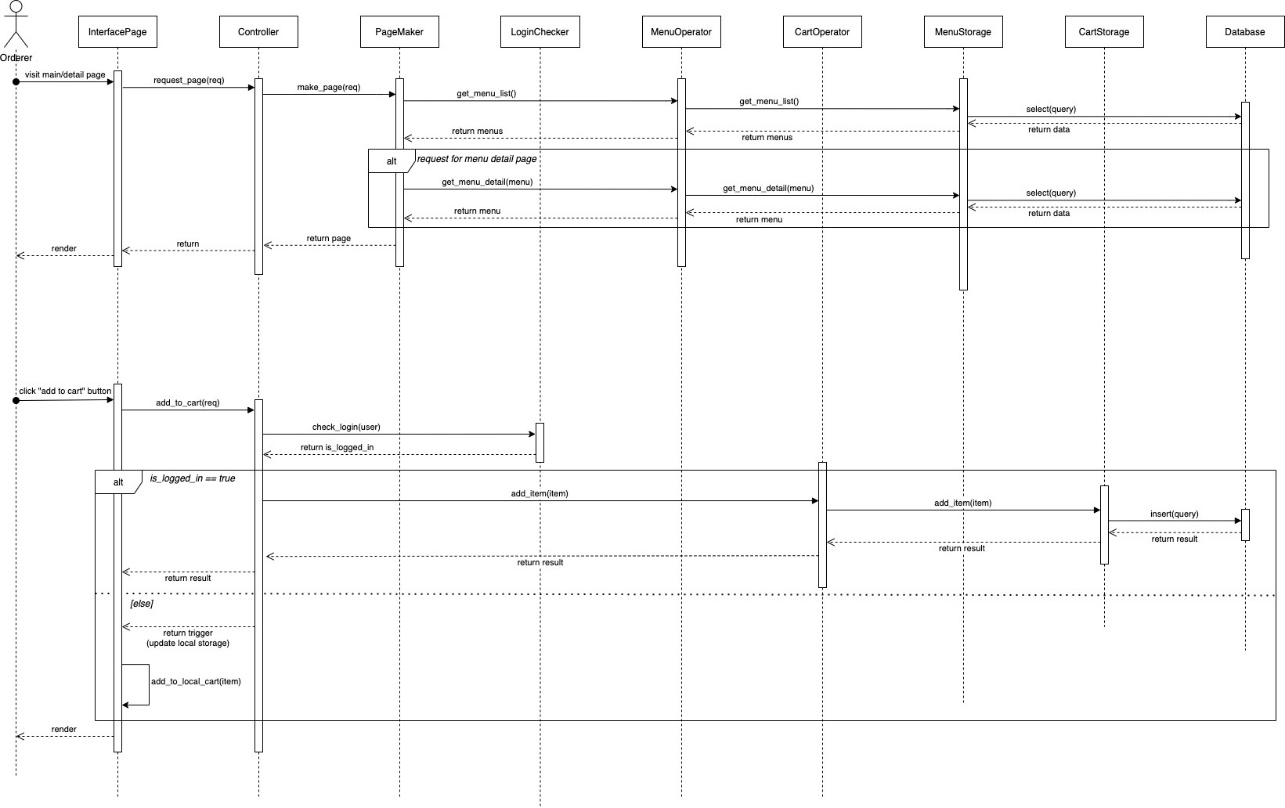 InterfacePage
Controller
PageMaker
LoginChecker
MenuOperator
CartOperator
MenuStorage
CartStorage
Database
Orderer
visit main/detail page
request_page(req)
make_page(req)
get_menu_list()
get_menu_list()
select(query)
return data
return menus
return menus
alt
request for menu detail page
get_menu_detail(menu)
get_menu_detail(menu)
select(query)
return data
return menu
return menu
return page
return
render
click "add to cart" button
add_to_cart(req)
check_login(user)
return is_logged_in
alt
is_logged_in == true
add_item(item)
add_item(item)
insert(query)
return result
return result
return result
return result
[else]
return trigger
(update local storage)
add_to_local_cart(item)
render